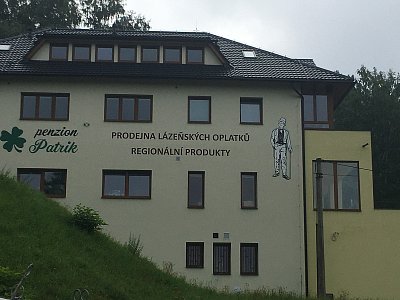 penzion
Patrik
PRODEJNA LÁZEŇSKÝCH OPLATKŮ
REGIONÁLNÍ PRODUKTY